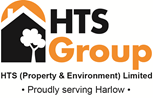 HTS
Group
HTS (Property & Environment) Limited
• Proudly serving Harlow •